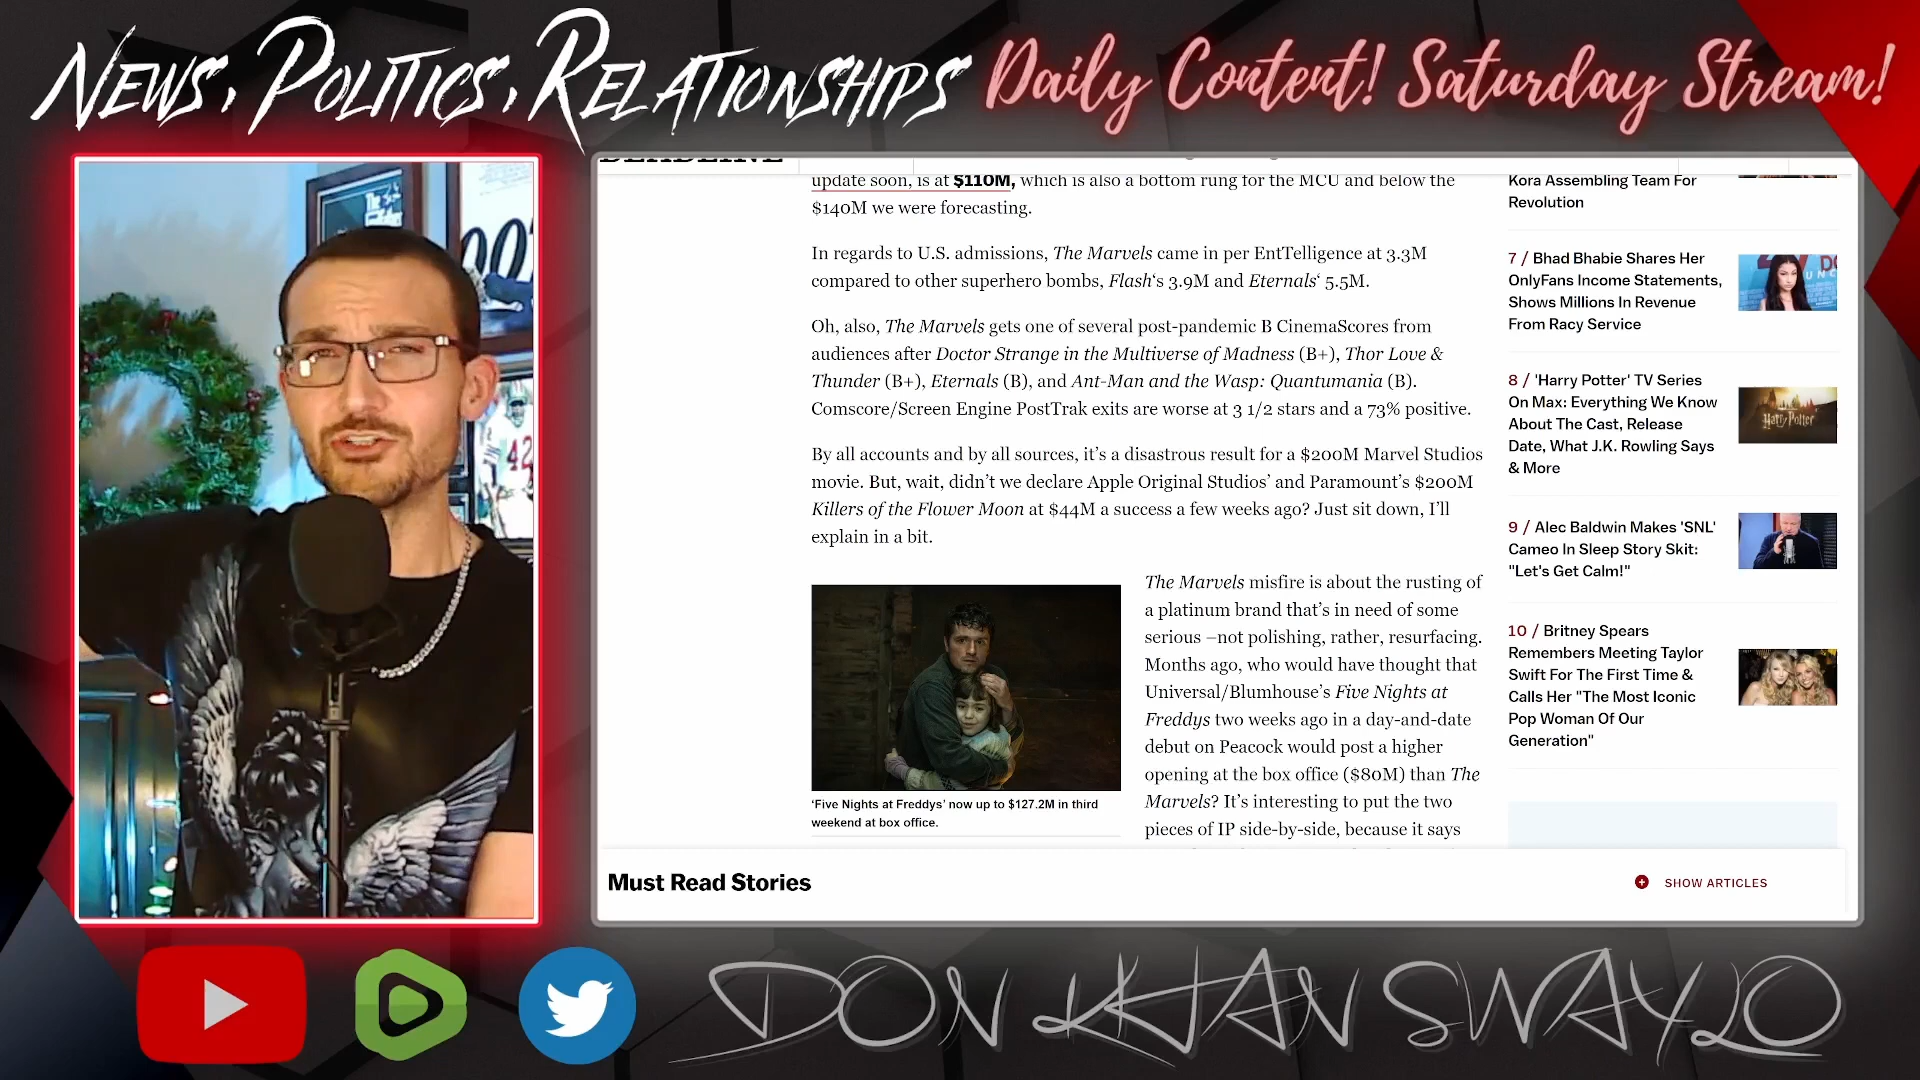 NEWS, POLITICS, RELATIONSHIPS
Daily Content! Saturday Stream!
DEADLINE
update soon, is at $110M, which is also a bottom rung for the MCU and below the
$140M we were forecasting.
In regards to U.S. admissions, The Marvels came in per EntTelligence at 3.3M
compared to other superhero bombs, Flash‘s 3.9M and Eternals‘ 5.5M.
Oh, also, The Marvels gets one of several post-pandemic B CinemaScores from
audiences after Doctor Strange in the Multiverse of Madness (B+), Thor Love &
Thunder (B+), Eternals (B), and Ant-Man and the Wasp: Quantumania (B).
Comscore/Screen Engine PostTrak exits are worse at 3 1/2 stars and a 73% positive.
By all accounts and by all sources, it’s a disastrous result for a $200M Marvel Studios
movie. But, wait, didn’t we declare Apple Original Studios’ and Paramount’s $200M
Killers of the Flower Moon at $44M a success a few weeks ago? Just sit down, I’ll
explain in a bit.
The Marvels misfire is about the rusting of
a platinum brand that’s in need of some
serious –not polishing, rather, resurfacing.
Months ago, who would have thought that
Universal/Blumhouse’s Five Nights at
Freddys two weeks ago in a day-and-date
debut on Peacock would post a higher
opening at the box office ($80M) than The
Marvels? It’s interesting to put the two
pieces of IP side-by-side, because it says
‘Five Nights at Freddys’ now up to $127.2M in third
weekend at box office.
Kora Assembling Team For
Revolution
7 / Bhad Bhabie Shares Her
OnlyFans Income Statements,
Shows Millions In Revenue
From Racy Service
8 / 'Harry Potter' TV Series
On Max: Everything We Know
About The Cast, Release
Date, What J.K. Rowling Says
& More
Harry Potter
9 / Alec Baldwin Makes 'SNL'
Cameo In Sleep Story Skit:
"Let's Get Calm!"
10 / Britney Spears
Remembers Meeting Taylor
Swift For The First Time &
Calls Her "The Most Iconic
Pop Woman Of Our
Generation"
Must Read Stories
SHOW ARTICLES
The
Godfather
007
42
DON KHAN SWAYLO